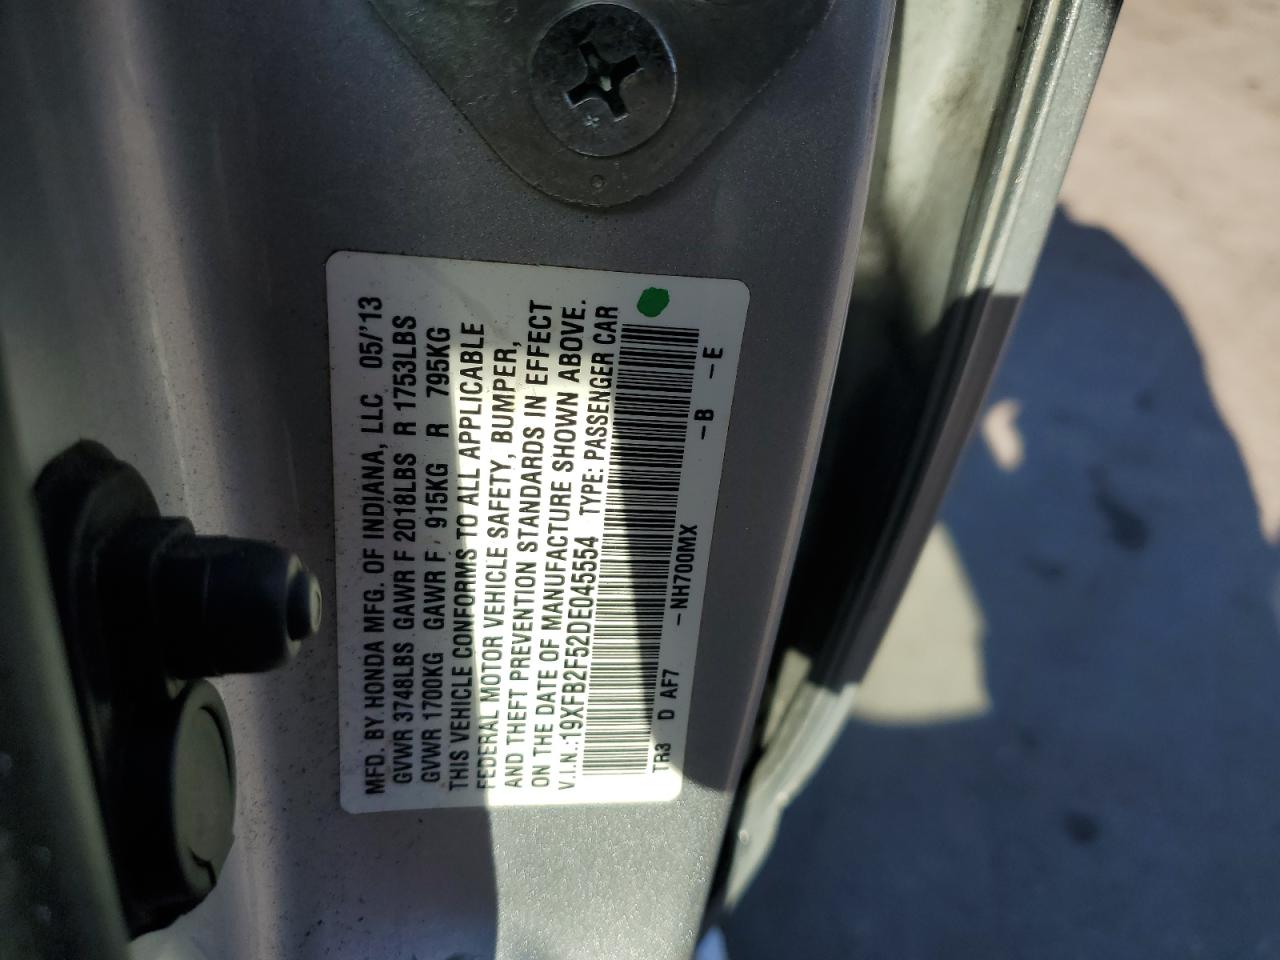 MFD. BY HONDA MFG. OF INDIANA, LLC 05/'13
GVWR 3748LBS GAWR F 2018LBS R 1753LBS
GVWR 1700KG GAWR F 915KG R 795KG
THIS VEHICLE CONFORMS TO ALL APPLICABLE
FEDERAL MOTOR VEHICLE SAFETY, BUMPER,
AND THEFT PREVENTION STANDARDS IN EFFECT
ON THE DATE OF MANUFACTURE SHOWN ABOVE.
V.I.N.:19XFB2F52DE045554 TYPE: PASSENGER CAR
TR3 D AF7 -NH700MX -B -E